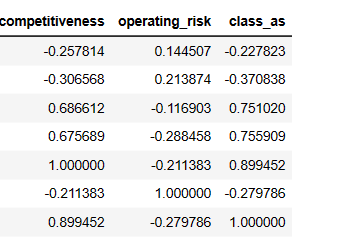 competitiveness operating_risk class_as
-0.257814 0.144507 -0.227823
-0.306568 0.213874 -0.370838
0.686612 -0.116903 0.751020
0.675689 -0.288458 0.755909
1.000000 -0.211383 0.899452
-0.211383 1.000000 -0.279786
0.899452 -0.279786 1.000000